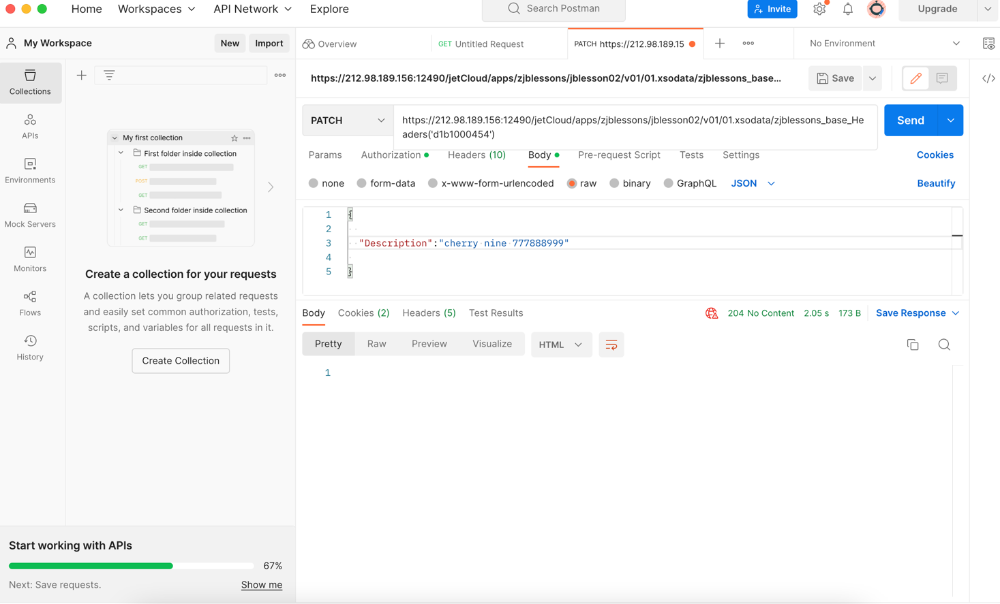 Home Workspaces API Network Explore Search Postman Invite Upgrade
My Workspace New Import
Overview GET Untitled Request PATCH https://212.98.189.15 No Environment
Collections
APIs
Environments
Mock Servers
Monitors
Flows
History
My first collection
First folder inside collection
GET
POST
GET
Second folder inside collection
GET
GET
Create a collection for your requests
A collection lets you group related requests
and easily set common authorization, tests,
scripts, and variables for all requests in it.
Create Collection
Start working with APIs
67%
Next: Save requests. Show me
https://212.98.189.156:12490/jetCloud/apps/zjblessons/jblesson02/v01/01.xsodata/zjblessons_base... Save
PATCH https://212.98.189.156:12490/jetCloud/apps/zjblessons/jblesson02/v01/01.xsodata/zjblessons_base_He
aders('d1b1000454')
Send
Params Authorization Headers (10) Body Pre-request Script Tests Settings Cookies
none form-data x-www-form-urlencoded raw binary GraphQL JSON Beautify
1 {
2
3 "Description":"cherry nine 777888999"
4
5 }
Body Cookies (2) Headers (5) Test Results 204 No Content 2.05 s 173 B Save Response
Pretty Raw Preview Visualize HTML
1